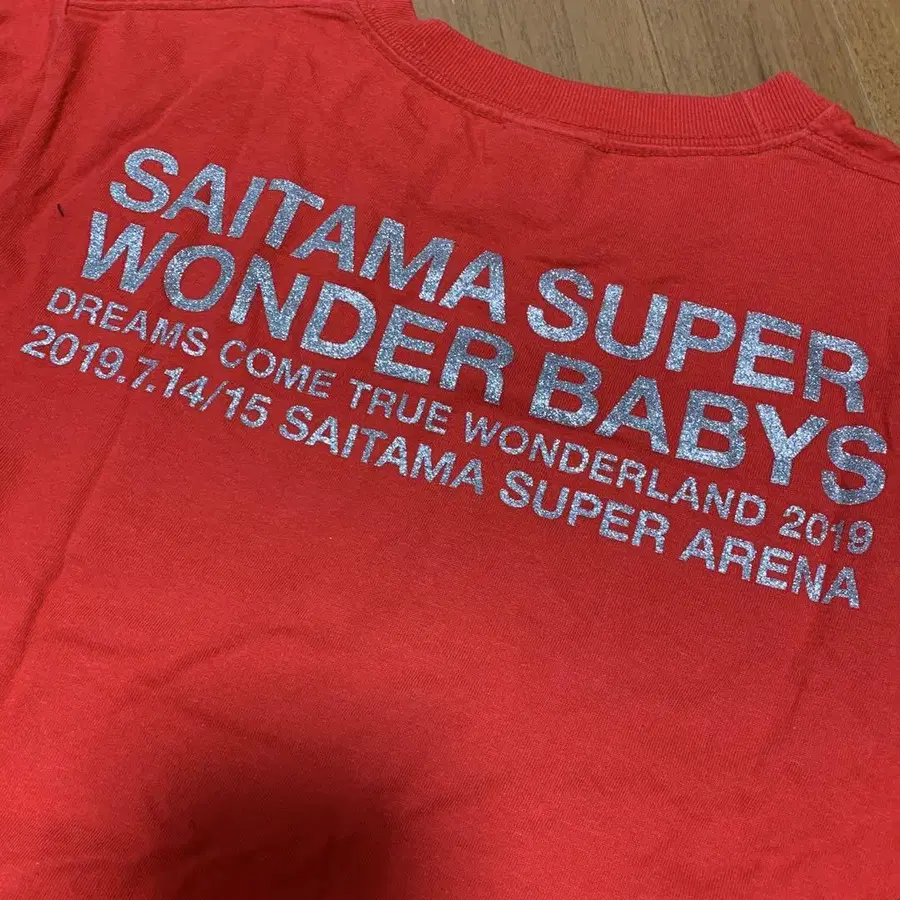 SAITAMA SUPER
WONDER BABYS
DREAMS COME TRUE WONDERLAND 2019
2019.7.14/15 SAITAMA SUPER ARENA